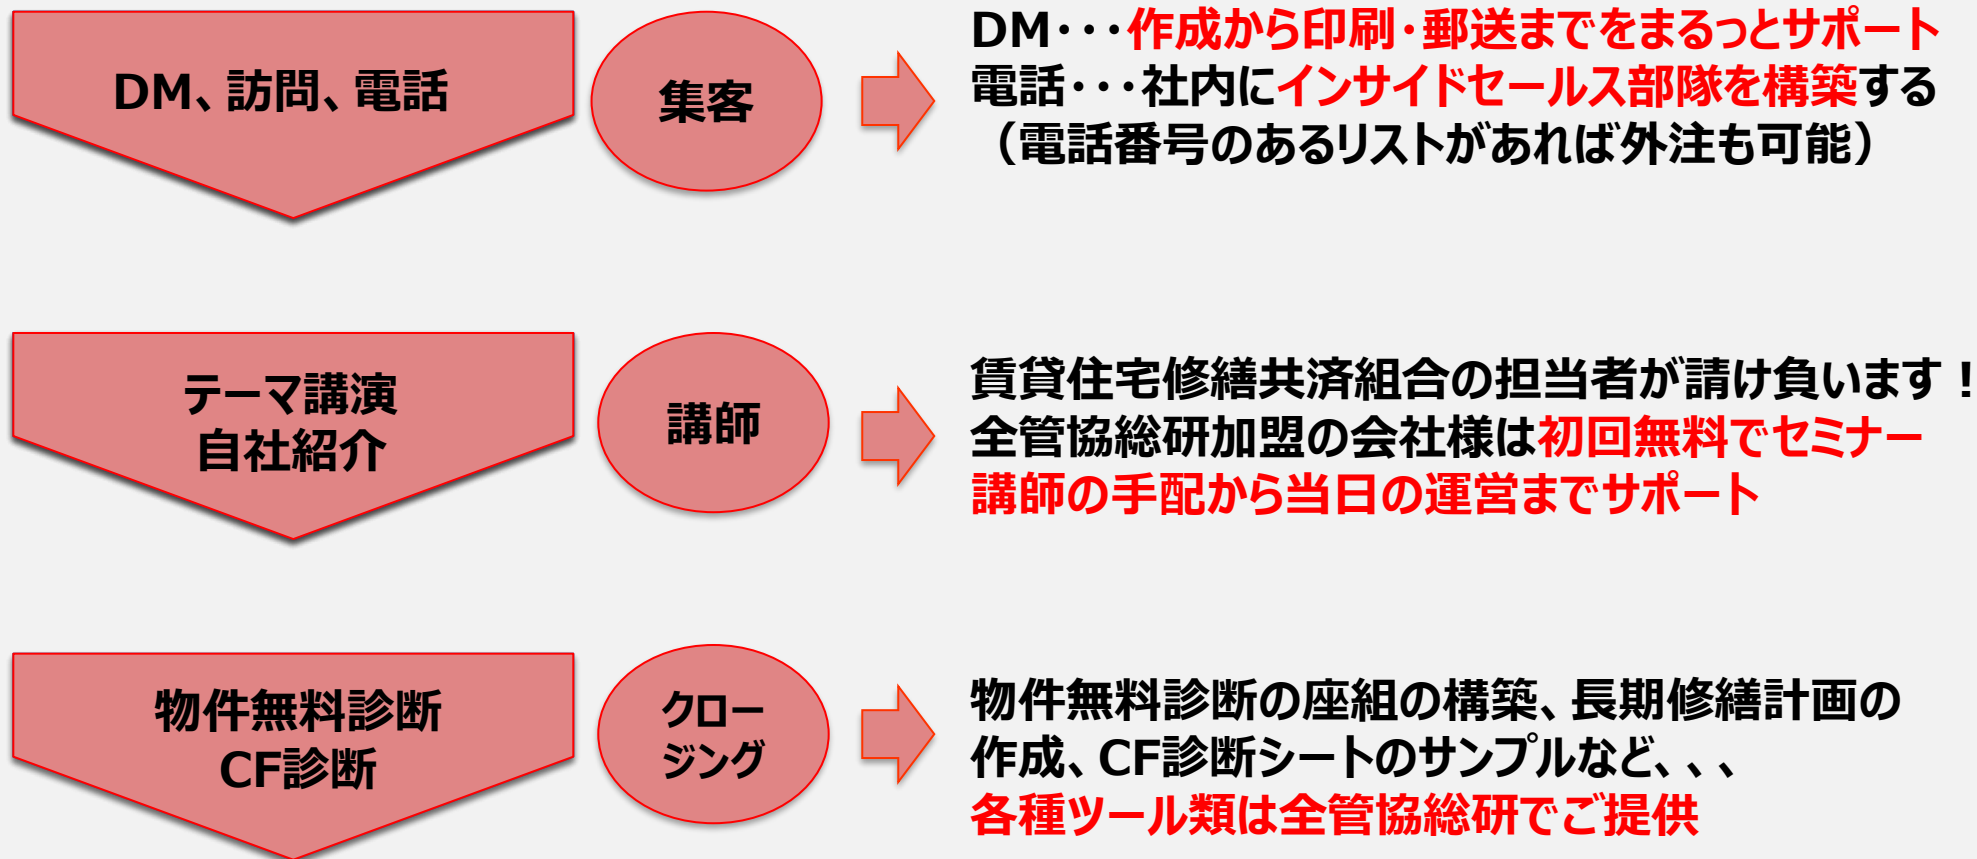 DM、訪問、電話
集客
DM・・・作成から印刷・郵送までをまるっとサポート
電話・・・社内にインサイドセールス部隊を構築する
（電話番号のあるリストがあれば外注も可能）
テーマ講演
自社紹介
講師
賃貸住宅修繕共済組合の担当者が請け負います！
全管協総研加盟の会社様は初回無料でセミナー
講師の手配から当日の運営までサポート
物件無料診断
CF診断
クロー
ジング
物件無料診断の座組の構築、長期修繕計画の
作成、CF診断シートのサンプルなど、、、
各種ツール類は全管協総研でご提供